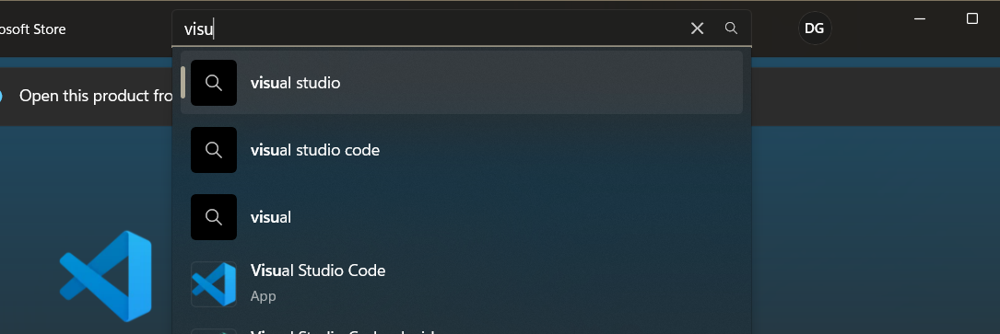 osoft Store
visu
DG
Open this product fro
visual studio
visual studio code
visual
Visual Studio Code
App